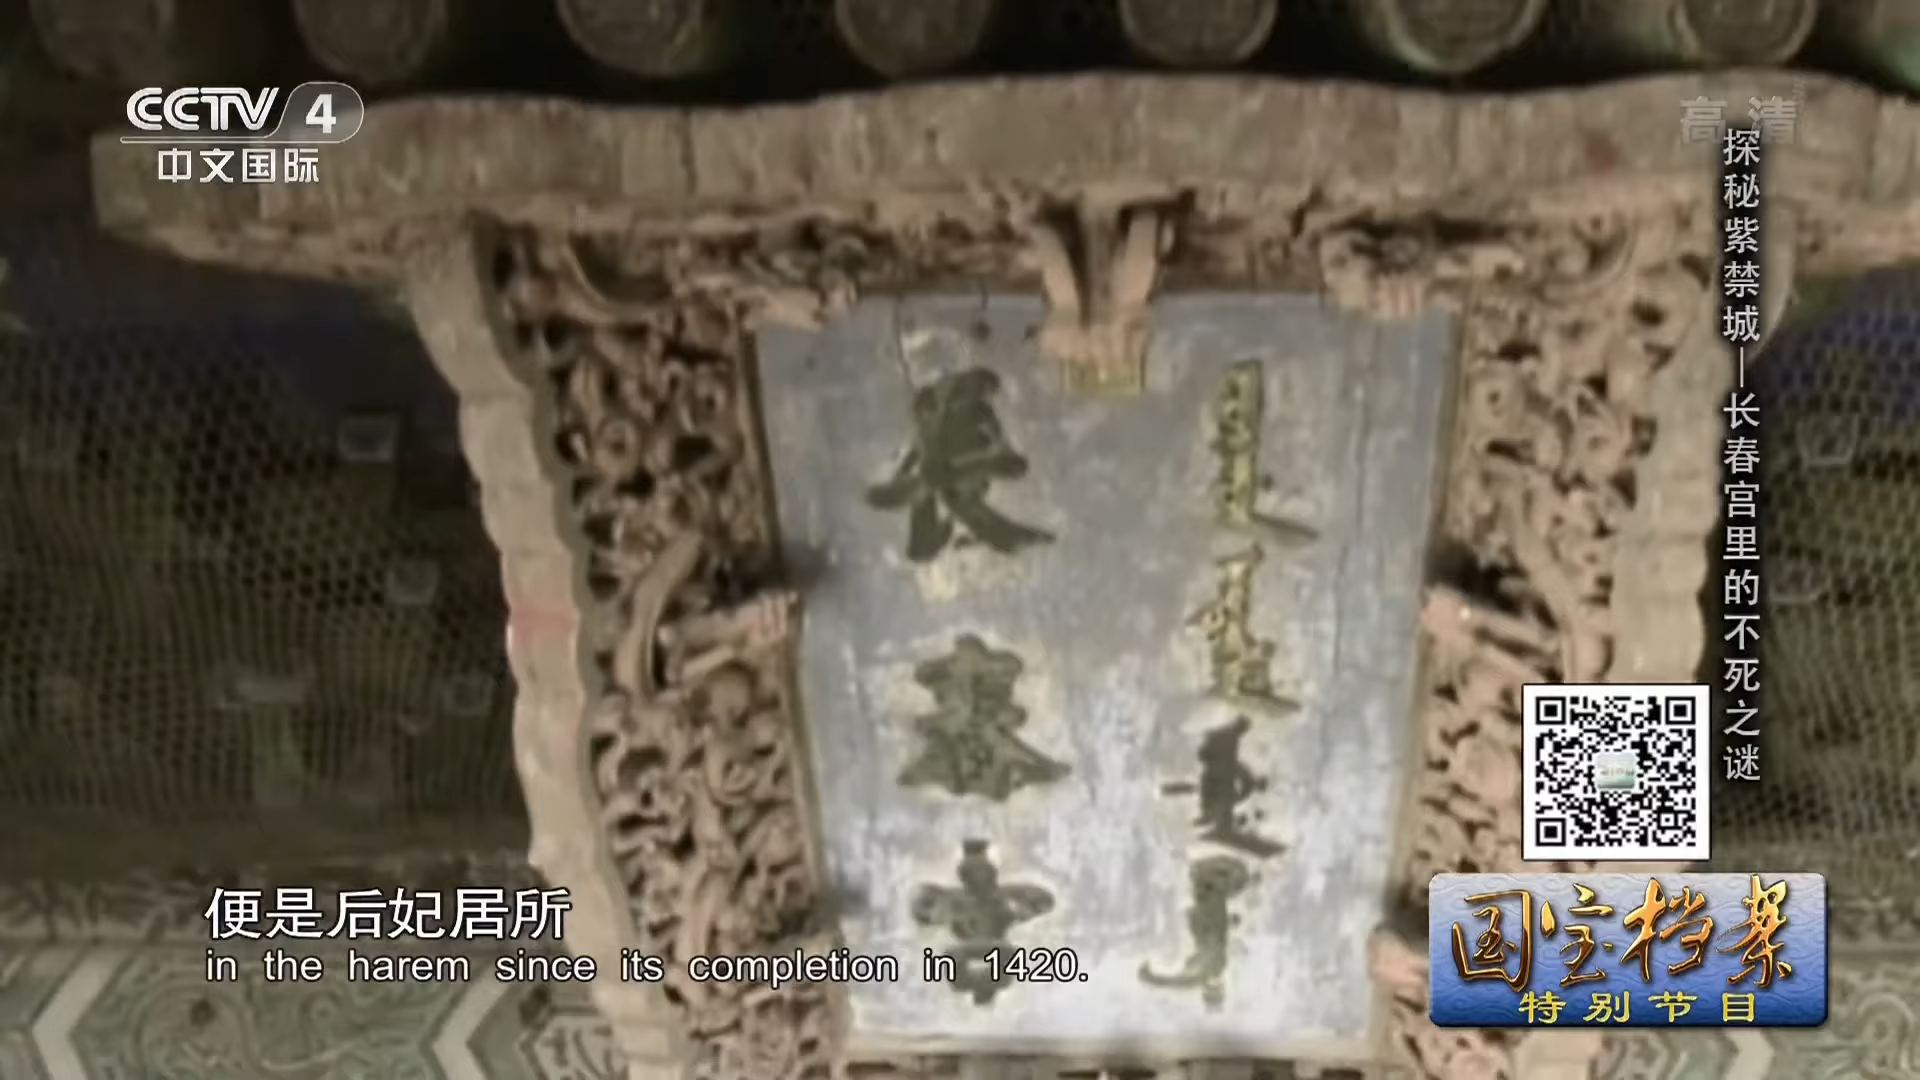 CCTV 4
中文国际
高清
探秘紫禁城—长春宫里的不死之谜
長春宮
便是后妃居所
in the harem since its completion in 1420.
国宝档案
特别节目